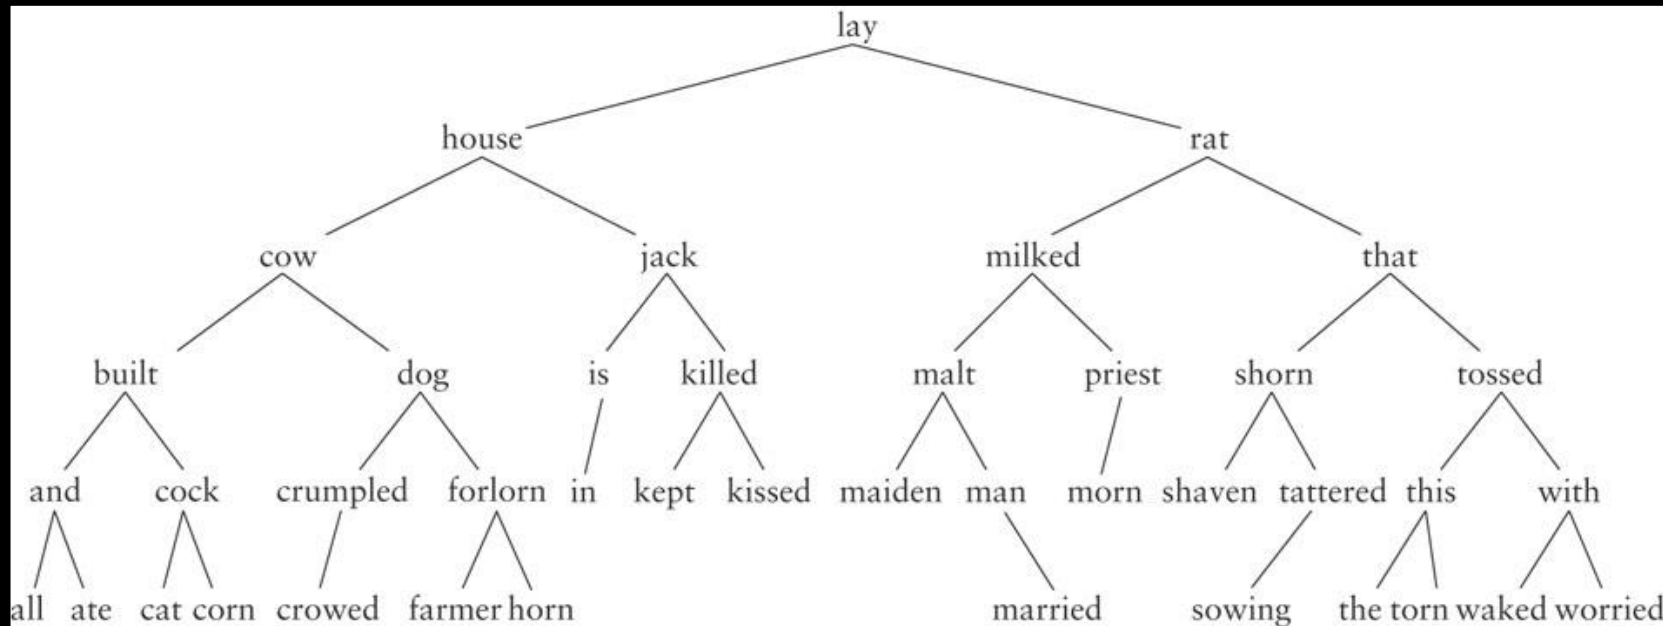 lay
house rat
cow jack milked that
built dog is killed malt priest shorn tossed
and cock crumpled forlorn in kept kissed maiden man morn shaven tattered this with
all ate cat corn crowed farmer horn married sowing the torn waked worried